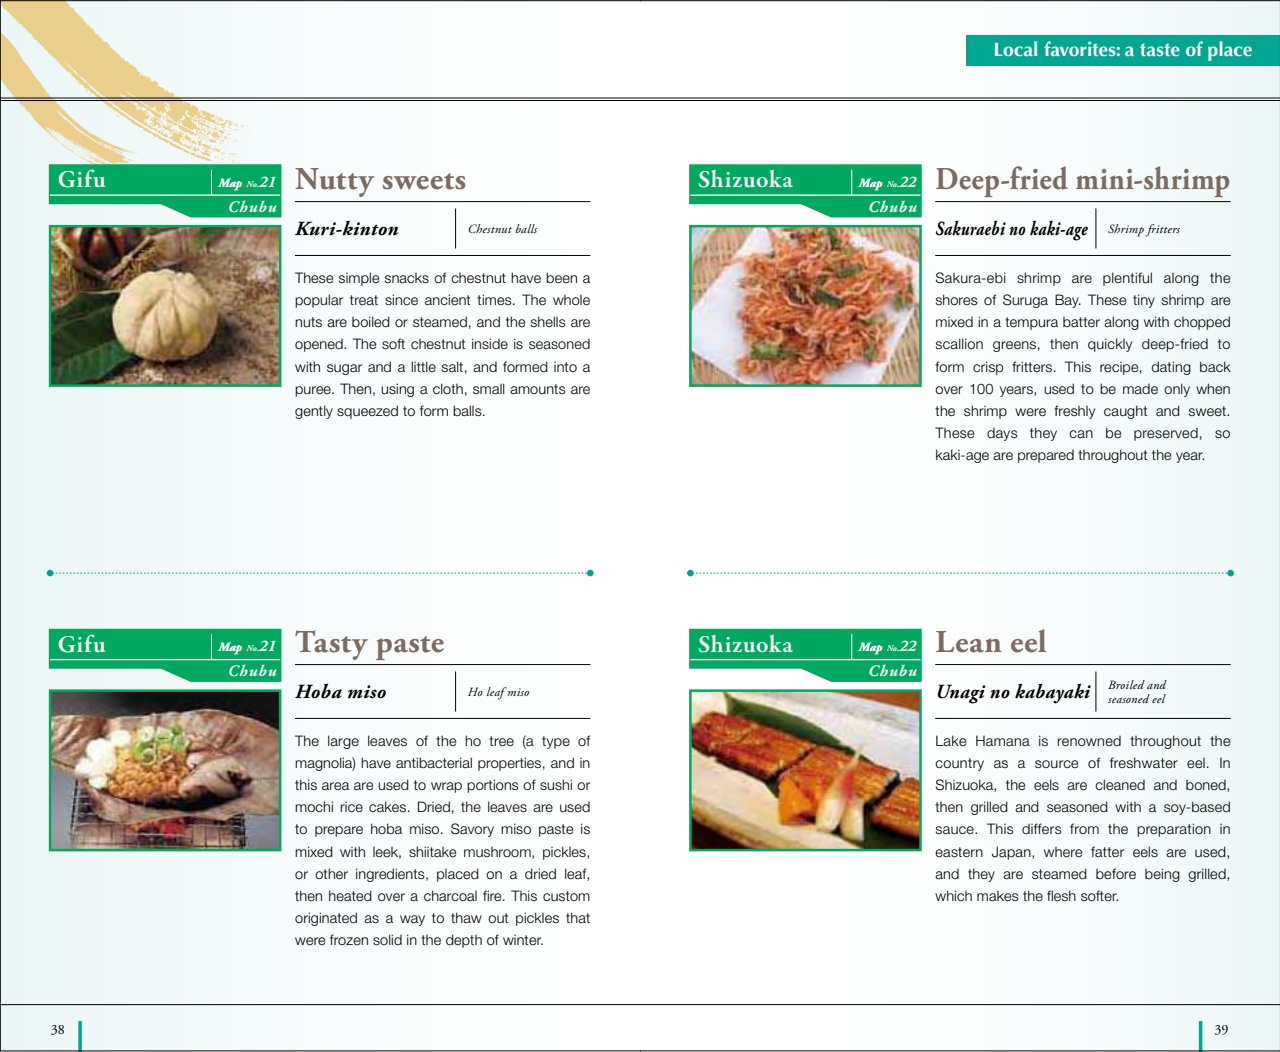 Local favorites: a taste of place
Gifu
Map No.21
Chubu
Nutty sweets
Kuri-kinton
Chestnut balls
These simple snacks of chestnut have been a
popular treat since ancient times. The whole
nuts are boiled or steamed, and the shells are
opened. The soft chestnut inside is seasoned
with sugar and a little salt, and formed into a
puree. Then, using a cloth, small amounts are
gently squeezed to form balls.
Gifu
Map No.21
Chubu
Tasty paste
Hoba miso
Ho leaf miso
The large leaves of the ho tree (a type of
magnolia) have antibacterial properties, and in
this area are used to wrap portions of sushi or
mochi rice cakes. Dried, the leaves are used
to prepare hoba miso. Savory miso paste is
mixed with leek, shiitake mushroom, pickles,
or other ingredients, placed on a dried leaf,
then heated over a charcoal fire. This custom
originated as a way to thaw out pickles that
were frozen solid in the depth of winter.
38
Shizuoka
Map No.22
Chubu
Deep-fried mini-shrimp
Sakuraebi no kaki-age
Shrimp fritters
Sakura-ebi shrimp are plentiful along the
shores of Suruga Bay. These tiny shrimp are
mixed in a tempura batter along with chopped
scallion greens, then quickly deep-fried to
form crisp fritters. This recipe, dating back
over 100 years, used to be made only when
the shrimp were freshly caught and sweet.
These days they can be preserved, so
kaki-age are prepared throughout the year.
Shizuoka
Map No.22
Chubu
Lean eel
Unagi no kabayaki
Broiled and
seasoned eel
Lake Hamana is renowned throughout the
country as a source of freshwater eel. In
Shizuoka, the eels are cleaned and boned,
then grilled and seasoned with a soy-based
sauce. This differs from the preparation in
eastern Japan, where fatter eels are used,
and they are steamed before being grilled,
which makes the flesh softer.
39